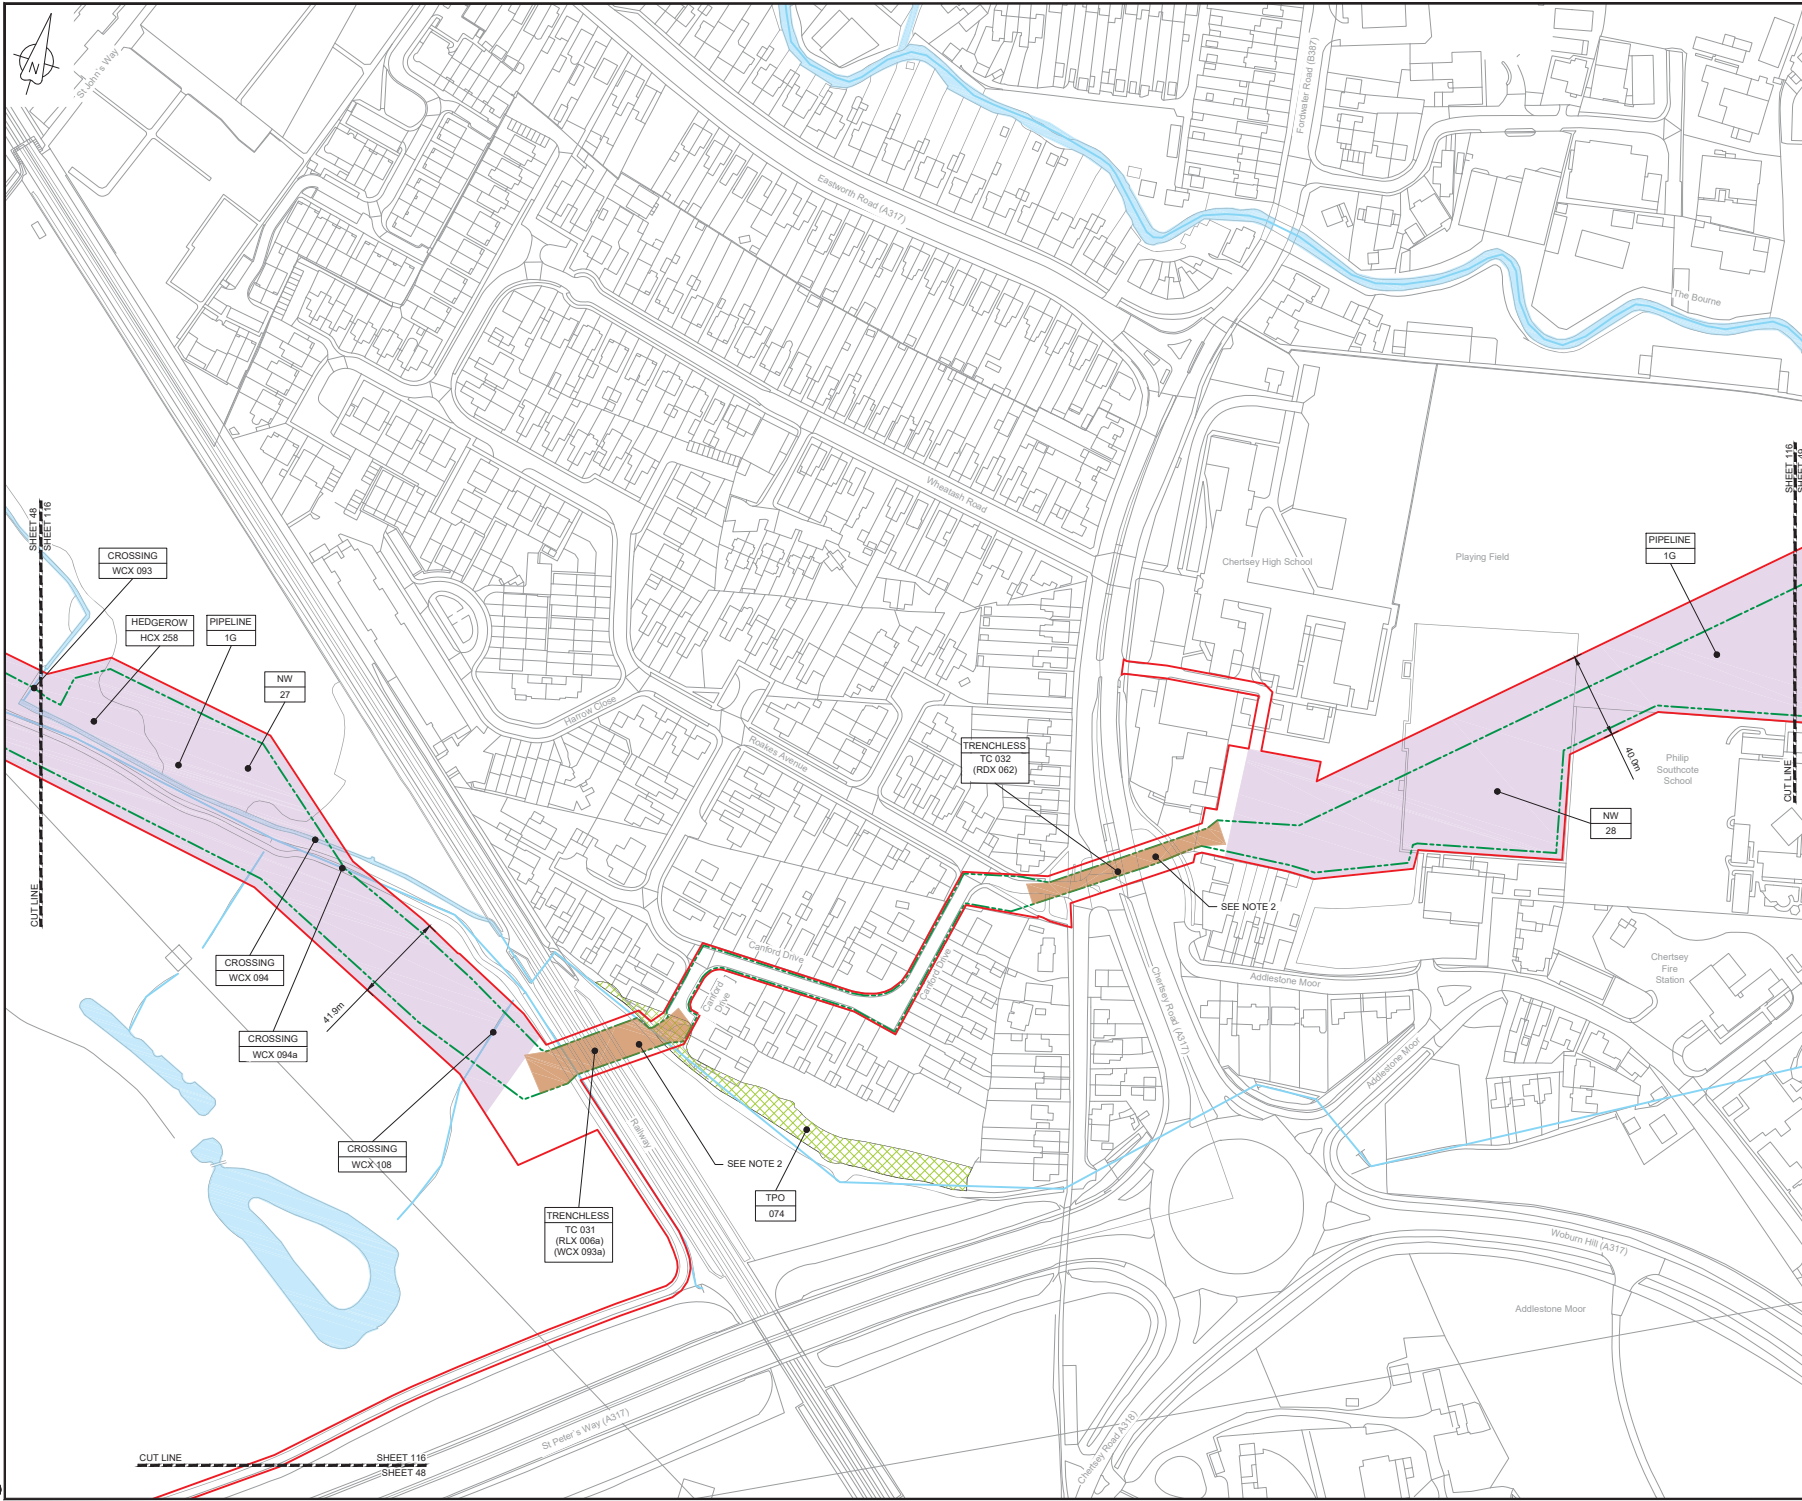 N
St John's Way
Fordwater Road (B387)
Eastworth Road (A317)
The Bourne
Wheatash Road
SHEET 48
SHEET 116
SHEET 116
CROSSING
WCX 093
PIPELINE
1G
Chertsey High School
Playing Field
HEDGEROW
HCX 258
PIPELINE
1G
NW
27
Harrow Close
Roakes Avenue
TRENCHLESS
TC 032
(RDX 062)
40.0m
Philip
Southcote
School
CUT LINE
NW
28
CUT LINE
SEE NOTE 2
Canford Drive
Canford Drive
Canford
Drive
CROSSING
WCX 094
Addlestone Moor
Chertsey
Fire
Station
41.9m
CROSSING
WCX 094a
Chertsey Road (A317)
Addlestone Moor
Railway
CROSSING
WCX 108
SEE NOTE 2
TPO
074
TRENCHLESS
TC 031
(RLX 006a)
(WCX 093a)
Woburn Hill (A317)
Addlestone Moor
St Peter's Way (A317)
Chertsey Road A318)
CUT LINE
SHEET 116
SHEET 48